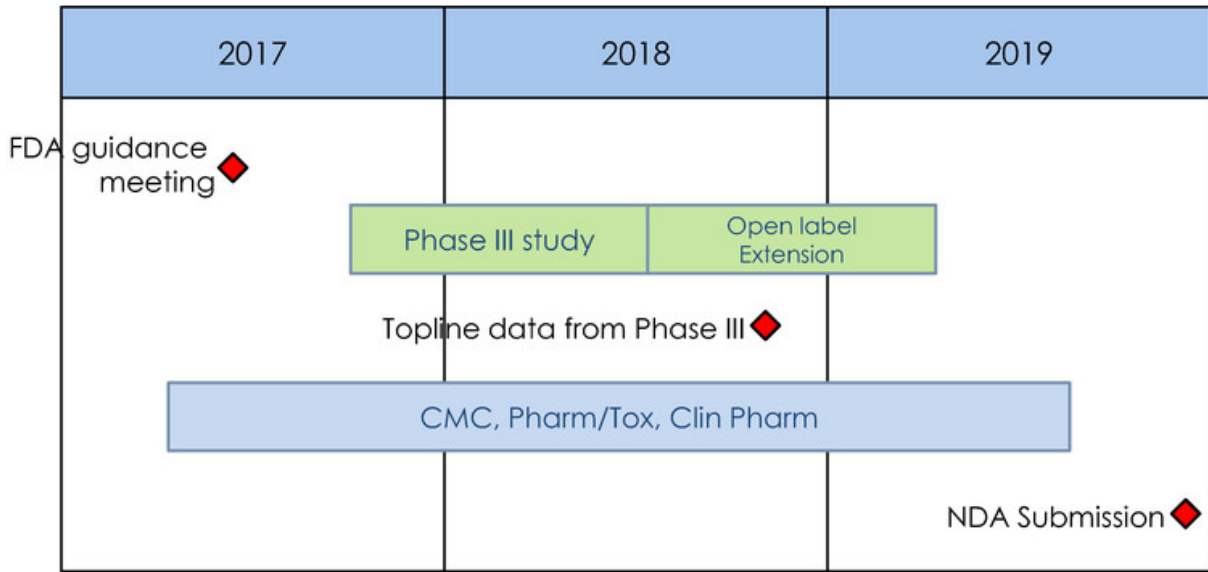 2017
2018
2019
FDA guidance
meeting
Phase III study
Open label
Extension
Topline data from Phase III
CMC, Pharm/Tox, Clin Pharm
NDA Submission